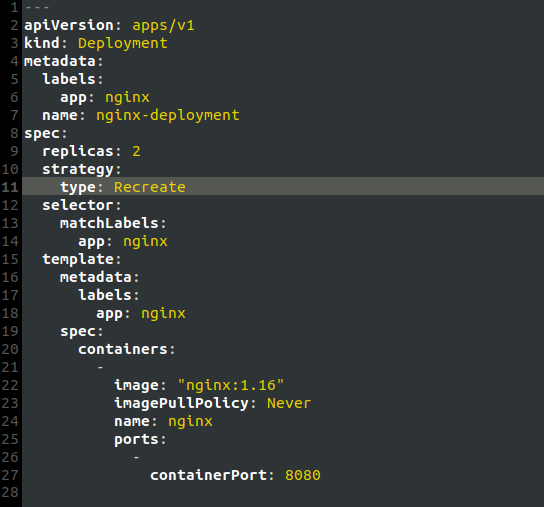 1 ---
2 apiVersion: apps/v1
3 kind: Deployment
4 metadata:
5   labels:
6     app: nginx
7   name: nginx-deployment
8 spec:
9   replicas: 2
10   strategy:
11     type: Recreate
12   selector:
13     matchLabels:
14       app: nginx
15   template:
16     metadata:
17       labels:
18         app: nginx
19     spec:
20       containers:
21         -
22           image: "nginx:1.16"
23           imagePullPolicy: Never
24           name: nginx
25           ports:
26             -
27               containerPort: 8080
28